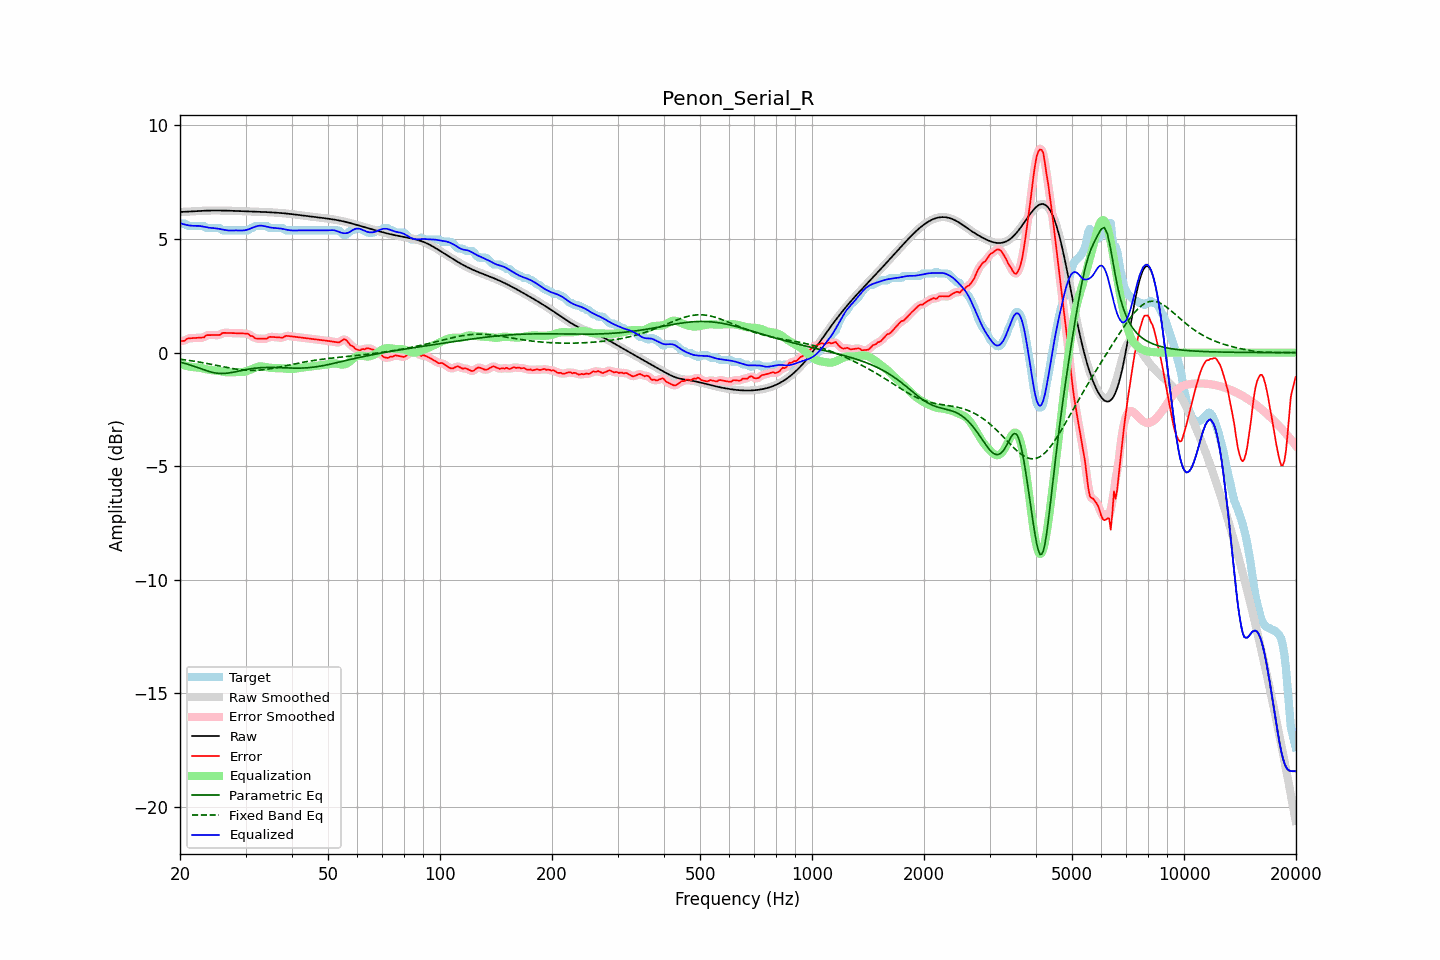 Penon_Serial_R
10
5
0
−5
−10
−15
−20
Amplitude (dBr)
Target
Raw Smoothed
Error Smoothed
Raw
Error
Equalization
Parametric Eq
Fixed Band Eq
Equalized
20 50 100 200 500 1000 2000 5000 10000 20000
Frequency (Hz)